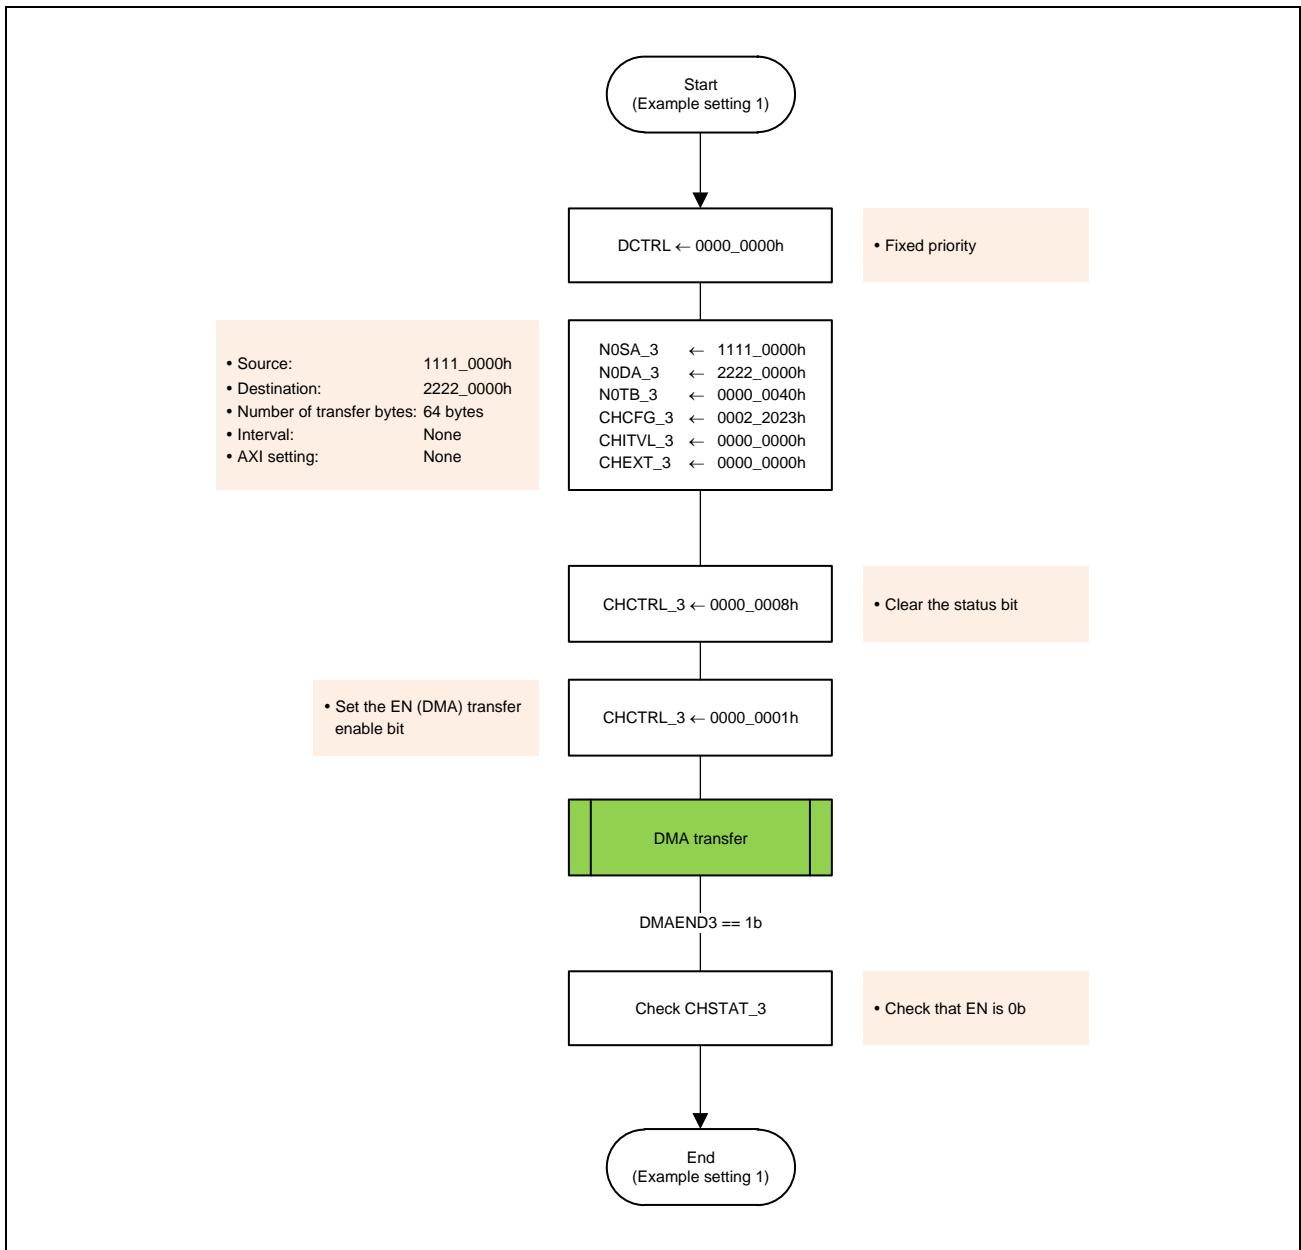 Start
(Example setting 1)
DCTRL ← 0000_0000h
• Fixed priority
• Source: 1111_0000h
• Destination: 2222_0000h
• Number of transfer bytes: 64 bytes
• Interval: None
• AXI setting: None
N0SA_3 ← 1111_0000h
N0DA_3 ← 2222_0000h
N0TB_3 ← 0000_0040h
CHCFG_3 ← 0002_2023h
CHITVL_3 ← 0000_0000h
CHEXT_3 ← 0000_0000h
CHCTRL_3 ← 0000_0008h
• Clear the status bit
• Set the EN (DMA) transfer
enable bit
CHCTRL_3 ← 0000_0001h
DMA transfer
DMAEND3 == 1b
Check CHSTAT_3
• Check that EN is 0b
End
(Example setting 1)